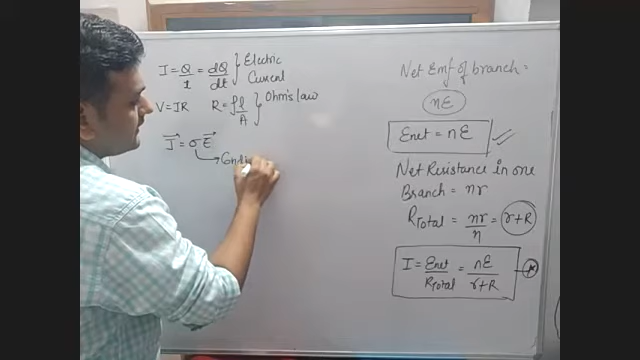 I = Q/t = dQ/dt } Electric Current
V = IR R = ρl/A } Ohm's law
J⃗ = σ E⃗
Net Emf of branch =
nE
Enet = nE
Net Resistance in one
Branch = nr
RTotal = nr/n = r + R
I = Enet/RTotal = nE/r+R